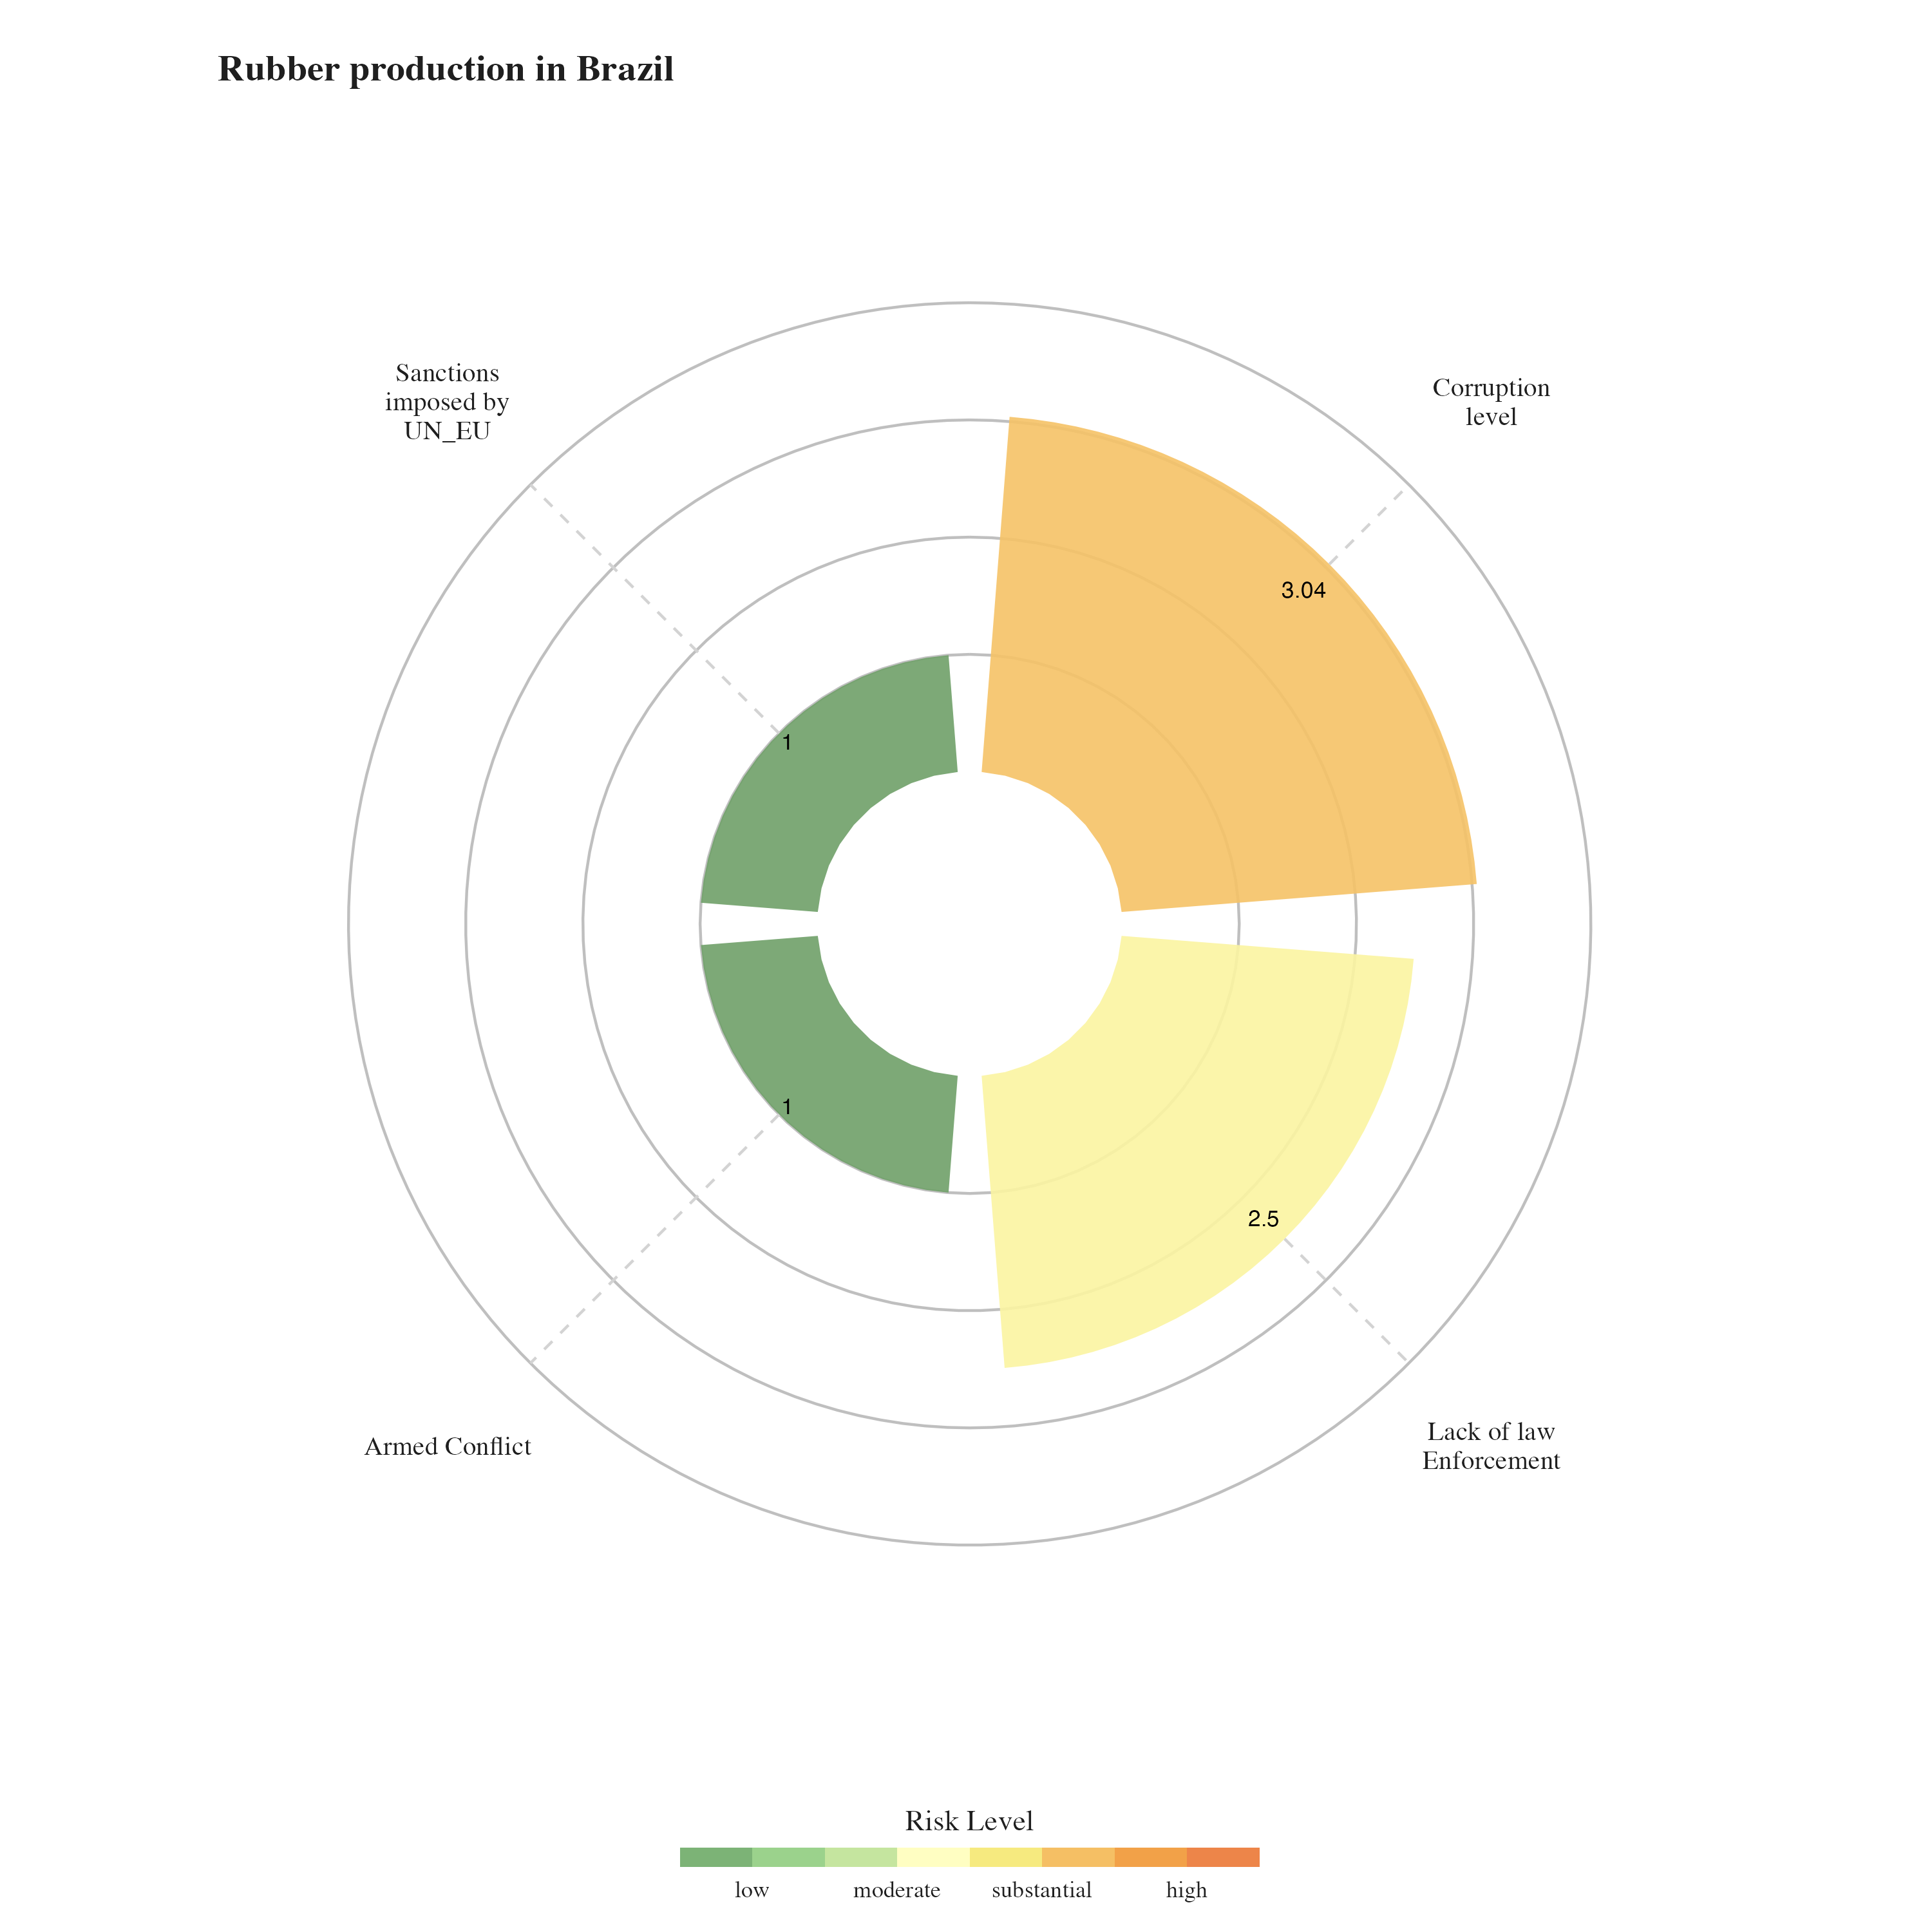 Rubber production in Brazil
Sanctions
imposed by
UN_EU
Corruption
level
3.04
1
1
2.5
Armed Conflict
Lack of law
Enforcement
Risk Level
low moderate substantial high